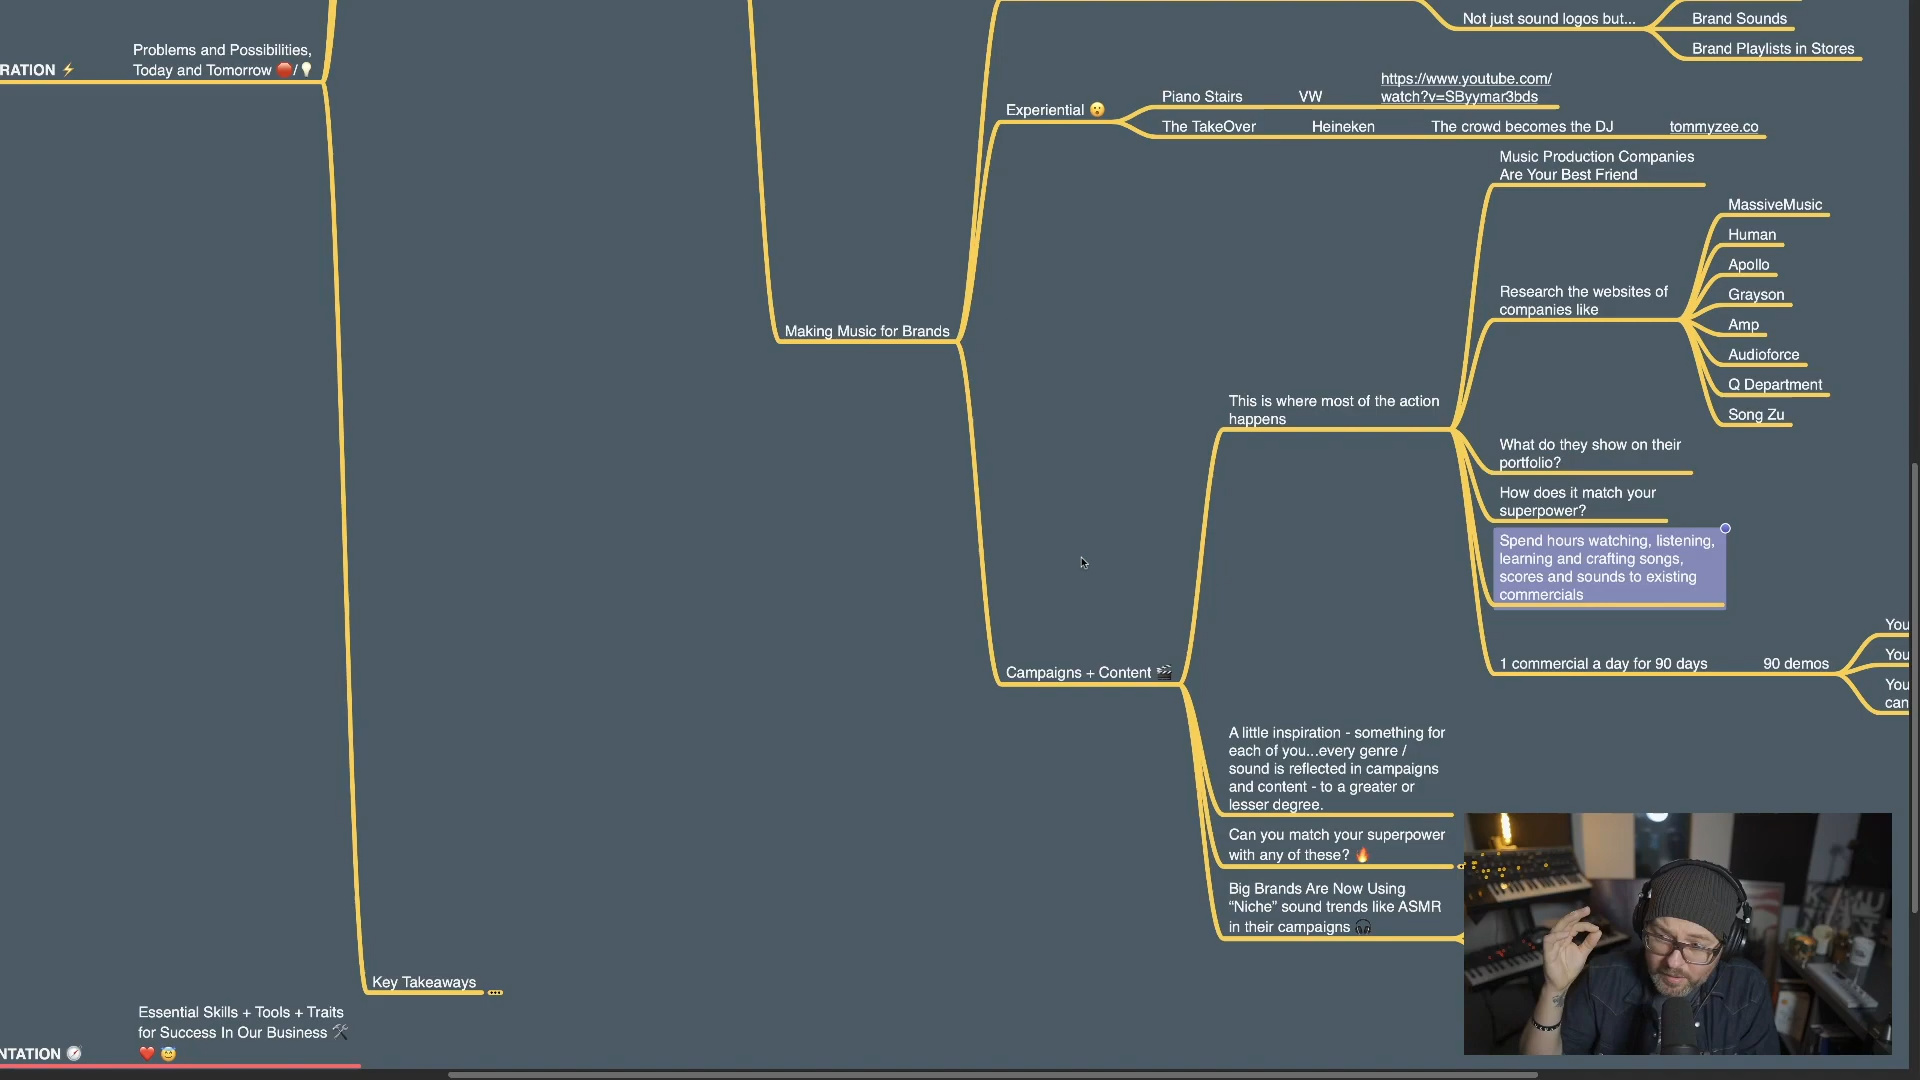 Not just sound logos but...
Brand Sounds
Brand Playlists in Stores
RATION ⚡
Problems and Possibilities,
Today and Tomorrow 🛑/💡
Experiential 😮
Piano Stairs
VW
https://www.youtube.com/
watch?v=SByymar3bds
The TakeOver
Heineken
The crowd becomes the DJ
tommyzee.co
Making Music for Brands
Music Production Companies
Are Your Best Friend
Research the websites of
companies like
MassiveMusic
Human
Apollo
Grayson
Amp
Audioforce
Q Department
Song Zu
This is where most of the action
happens
What do they show on their
portfolio?
How does it match your
superpower?
Spend hours watching, listening,
learning and crafting songs,
scores and sounds to existing
commercials
1 commercial a day for 90 days
90 demos
You
You
You
can
Campaigns + Content 🎬
A little inspiration - something for
each of you...every genre /
sound is reflected in campaigns
and content - to a greater or
lesser degree.
Can you match your superpower
with any of these? 🔥
Big Brands Are Now Using
“Niche” sound trends like ASMR
in their campaigns 🎧
Key Takeaways
Essential Skills + Tools + Traits
for Success In Our Business 🛠
❤️ 😇
NTATION 🧭